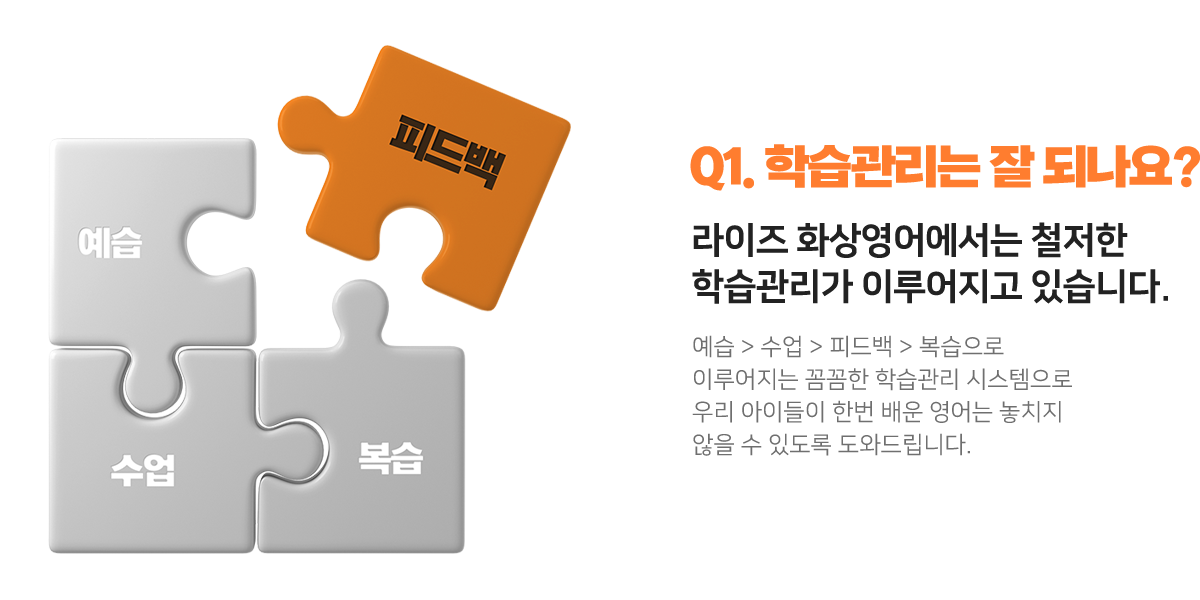 피드백
예습
수업
복습
Q1. 학습관리는 잘 되나요?
라이즈 화상영어에서는 철저한
학습관리가 이루어지고 있습니다.
예습 > 수업 > 피드백 > 복습으로
이루어지는 꼼꼼한 학습관리 시스템으로
우리 아이들이 한번 배운 영어는 놓치지
않을 수 있도록 도와드립니다.